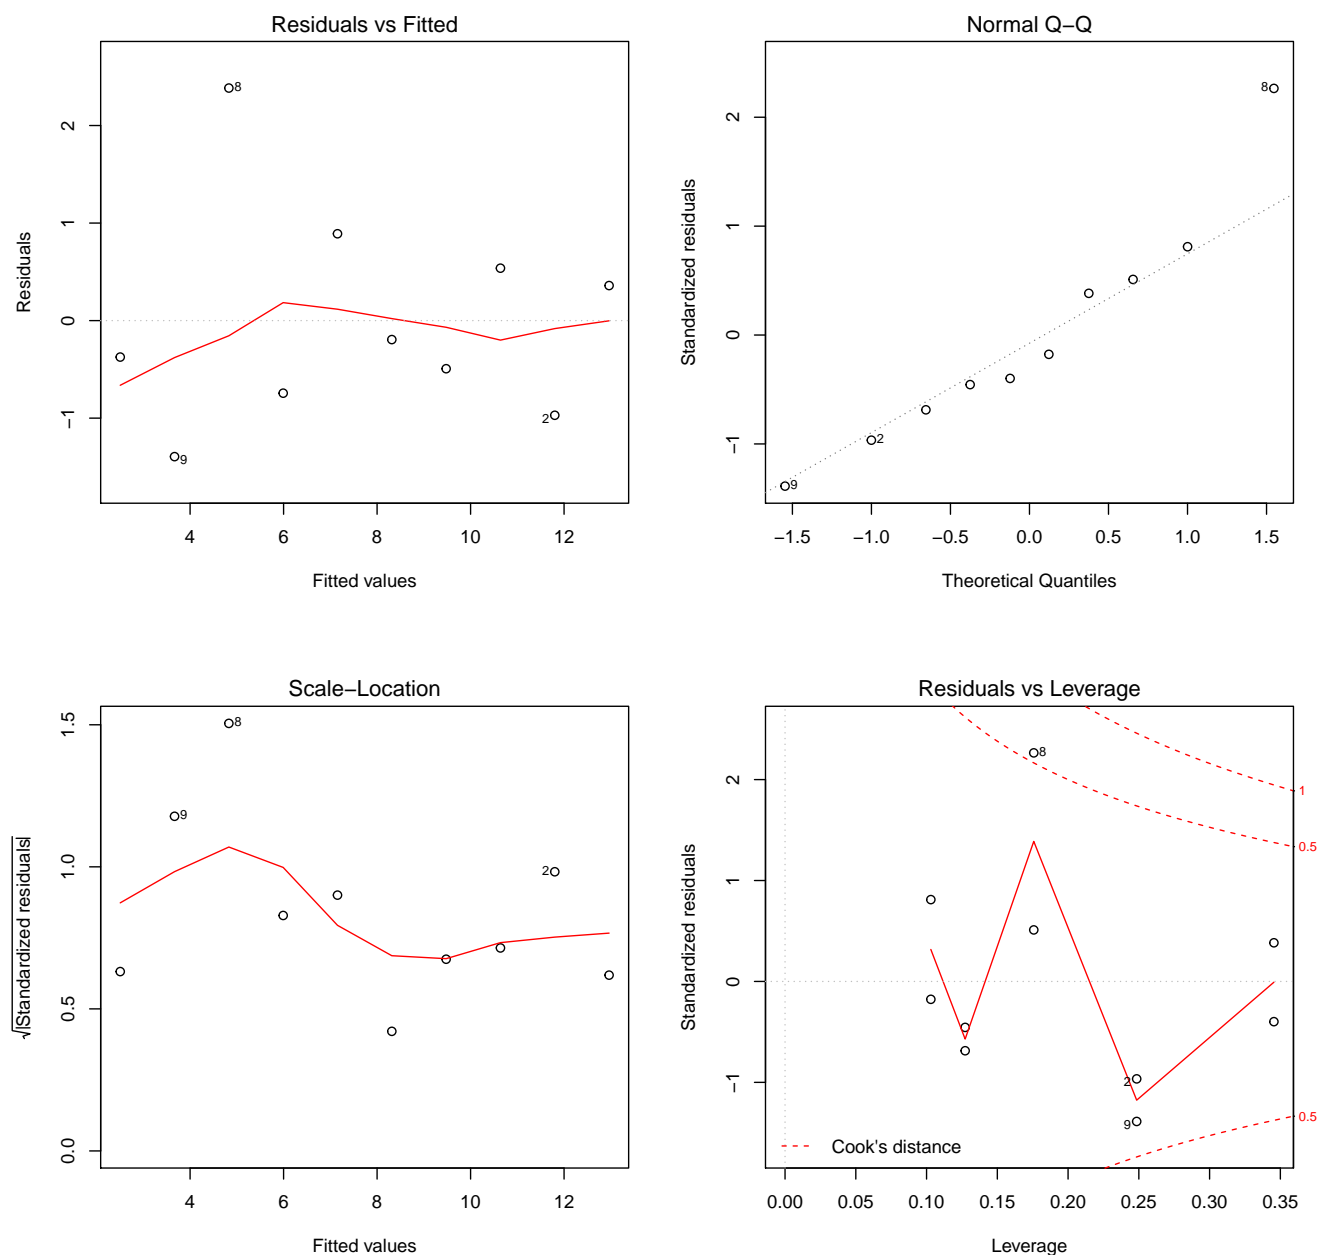 Residuals vs Fitted
Residuals
−1 0 1 2
8
9
2
4 6 8 10 12
Fitted values
Normal Q−Q
Standardized residuals
−1 0 1 2
8
2
9
−1.5 −1.0 −0.5 0.0 0.5 1.0 1.5
Theoretical Quantiles
Scale−Location
√|Standardized residuals|
0.0 0.5 1.0 1.5
8
9
2
4 6 8 10 12
Fitted values
Residuals vs Leverage
Standardized residuals
−1 0 1 2
8
1
0.5
2
9
0.5
Cook's distance
0.00 0.05 0.10 0.15 0.20 0.25 0.30 0.35
Leverage